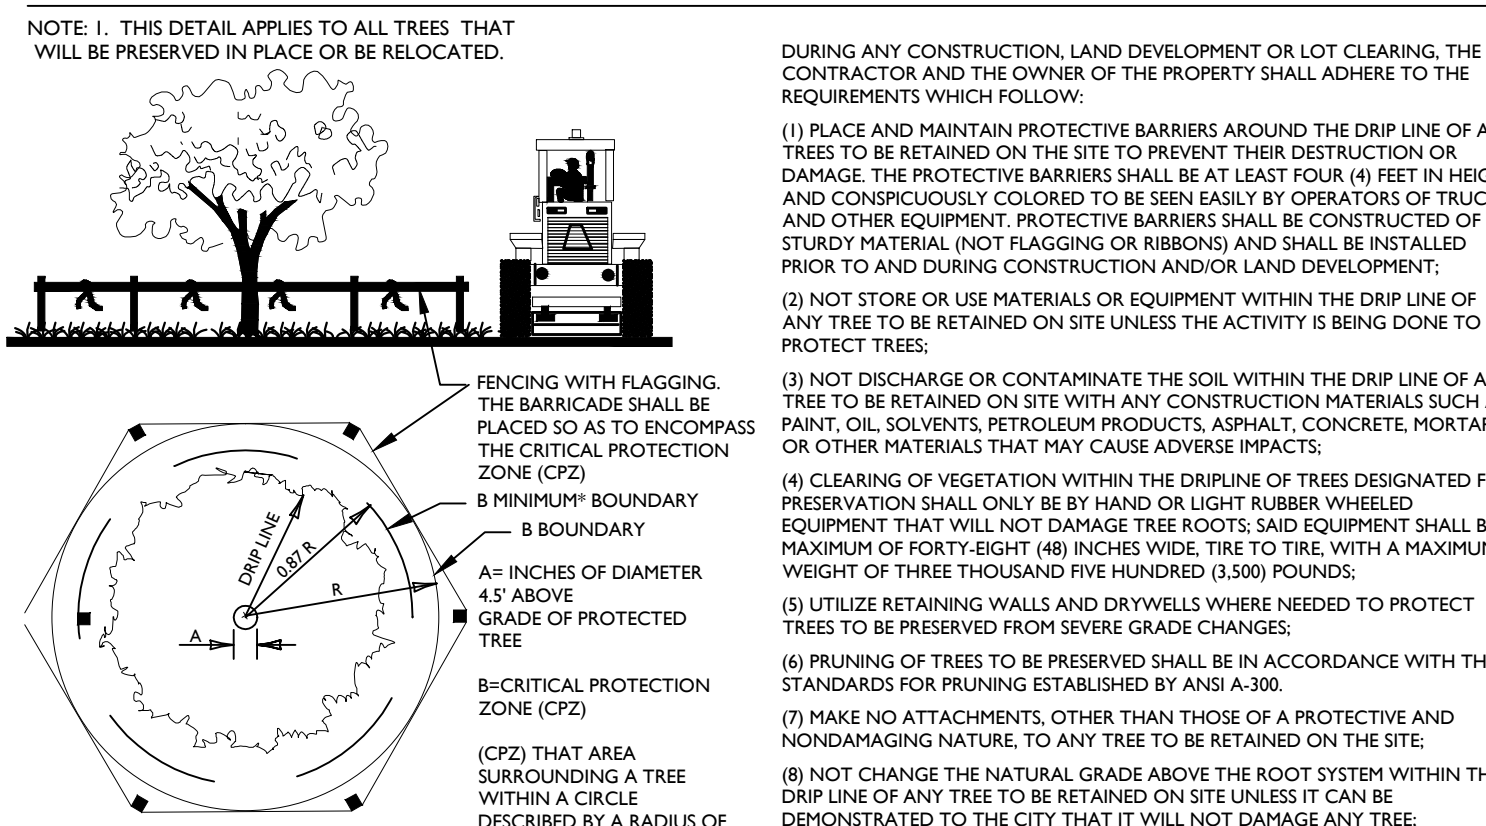 NOTE: 1. THIS DETAIL APPLIES TO ALL TREES THAT
WILL BE PRESERVED IN PLACE OR BE RELOCATED.
FENCING WITH FLAGGING.
THE BARRICADE SHALL BE
PLACED SO AS TO ENCOMPASS
THE CRITICAL PROTECTION
ZONE (CPZ)
B MINIMUM* BOUNDARY
B BOUNDARY
DRIP LINE
0.87 R
R
A
A= INCHES OF DIAMETER
4.5' ABOVE
GRADE OF PROTECTED
TREE
B=CRITICAL PROTECTION
ZONE (CPZ)
(CPZ) THAT AREA
SURROUNDING A TREE
WITHIN A CIRCLE
DESCRIBED BY A RADIUS OF
DURING ANY CONSTRUCTION, LAND DEVELOPMENT OR LOT CLEARING, THE
CONTRACTOR AND THE OWNER OF THE PROPERTY SHALL ADHERE TO THE
REQUIREMENTS WHICH FOLLOW:
(1) PLACE AND MAINTAIN PROTECTIVE BARRIERS AROUND THE DRIP LINE OF
TREES TO BE RETAINED ON THE SITE TO PREVENT THEIR DESTRUCTION OR
DAMAGE. THE PROTECTIVE BARRIERS SHALL BE AT LEAST FOUR (4) FEET IN
AND CONSPICUOUSLY COLORED TO BE SEEN EASILY BY OPERATORS OF
AND OTHER EQUIPMENT. PROTECTIVE BARRIERS SHALL BE CONSTRUCTED OF
STURDY MATERIAL (NOT FLAGGING OR RIBBONS) AND SHALL BE INSTALLED
PRIOR TO AND DURING CONSTRUCTION AND/OR LAND DEVELOPMENT;
(2) NOT STORE OR USE MATERIALS OR EQUIPMENT WITHIN THE DRIP LINE OF
ANY TREE TO BE RETAINED ON SITE UNLESS THE ACTIVITY IS BEING DONE TO
PROTECT TREES;
(3) NOT DISCHARGE OR CONTAMINATE THE SOIL WITHIN THE DRIP LINE OF
TREE TO BE RETAINED ON SITE WITH ANY CONSTRUCTION MATERIALS SUCH
PAINT, OIL, SOLVENTS, PETROLEUM PRODUCTS, ASPHALT, CONCRETE,
OR OTHER MATERIALS THAT MAY CAUSE ADVERSE IMPACTS;
(4) CLEARING OF VEGETATION WITHIN THE DRIPLINE OF TREES DESIGNATED
PRESERVATION SHALL ONLY BE BY HAND OR LIGHT RUBBER WHEELED
EQUIPMENT THAT WILL NOT DAMAGE TREE ROOTS; SAID EQUIPMENT SHALL
MAXIMUM OF FORTY-EIGHT (48) INCHES WIDE, TIRE TO TIRE, WITH A
WEIGHT OF THREE THOUSAND FIVE HUNDRED (3,500) POUNDS;
(5) UTILIZE RETAINING WALLS AND DRYWELLS WHERE NEEDED TO PROTECT
TREES TO BE PRESERVED FROM SEVERE GRADE CHANGES;
(6) PRUNING OF TREES TO BE PRESERVED SHALL BE IN ACCORDANCE WITH
STANDARDS FOR PRUNING ESTABLISHED BY ANSI A-300.
(7) MAKE NO ATTACHMENTS, OTHER THAN THOSE OF A PROTECTIVE AND
NONDAMAGING NATURE, TO ANY TREE TO BE RETAINED ON THE SITE;
(8) NOT CHANGE THE NATURAL GRADE ABOVE THE ROOT SYSTEM WITHIN
DRIP LINE OF ANY TREE TO BE RETAINED ON SITE UNLESS IT CAN BE
DEMONSTRATED TO THE CITY THAT IT WILL NOT DAMAGE ANY TREE;